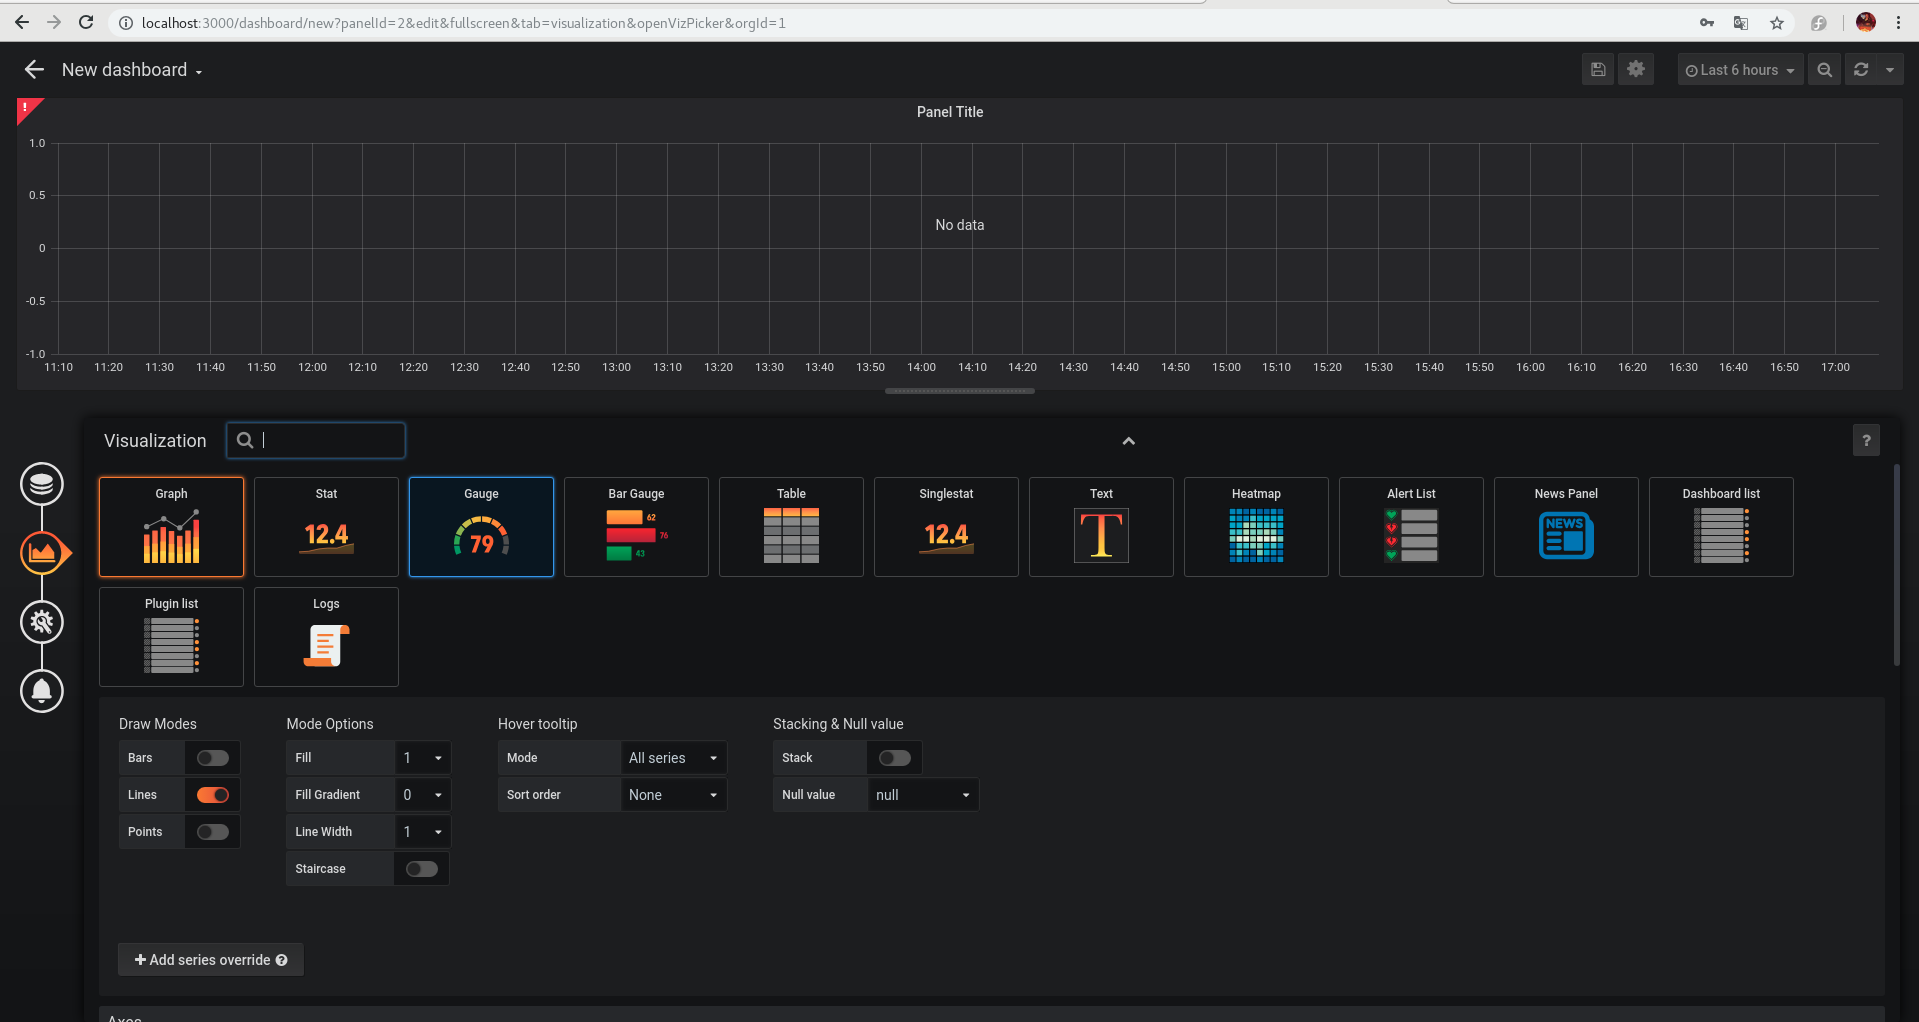 localhost:3000/dashboard/new?panelId=2&edit&fullscreen&tab=visualization&openVizPicker&orgId=1
New dashboard
Last 6 hours
!
Panel Title
1.0
0.5
0
-0.5
-1.0
No data
11:10 11:20 11:30 11:40 11:50 12:00 12:10 12:20 12:30 12:40 12:50 13:00 13:10 13:20 13:30 13:40 13:50 14:00 14:10 14:20 14:30 14:40 14:50 15:00 15:10 15:20 15:30 15:40 15:50 16:00 16:10 16:20 16:30 16:40 16:50 17:00
Visualization
?
Graph
Stat
12.4
Gauge
79
Bar Gauge
62
76
43
Table
Singlestat
12.4
Text
T
Heatmap
Alert List
News Panel
NEWS
Dashboard list
Plugin list
Logs
Draw Modes
Bars
Lines
Points
Mode Options
Fill 1
Fill Gradient 0
Line Width 1
Staircase
Hover tooltip
Mode All series
Sort order None
Stacking & Null value
Stack
Null value null
+ Add series override ?
Axes